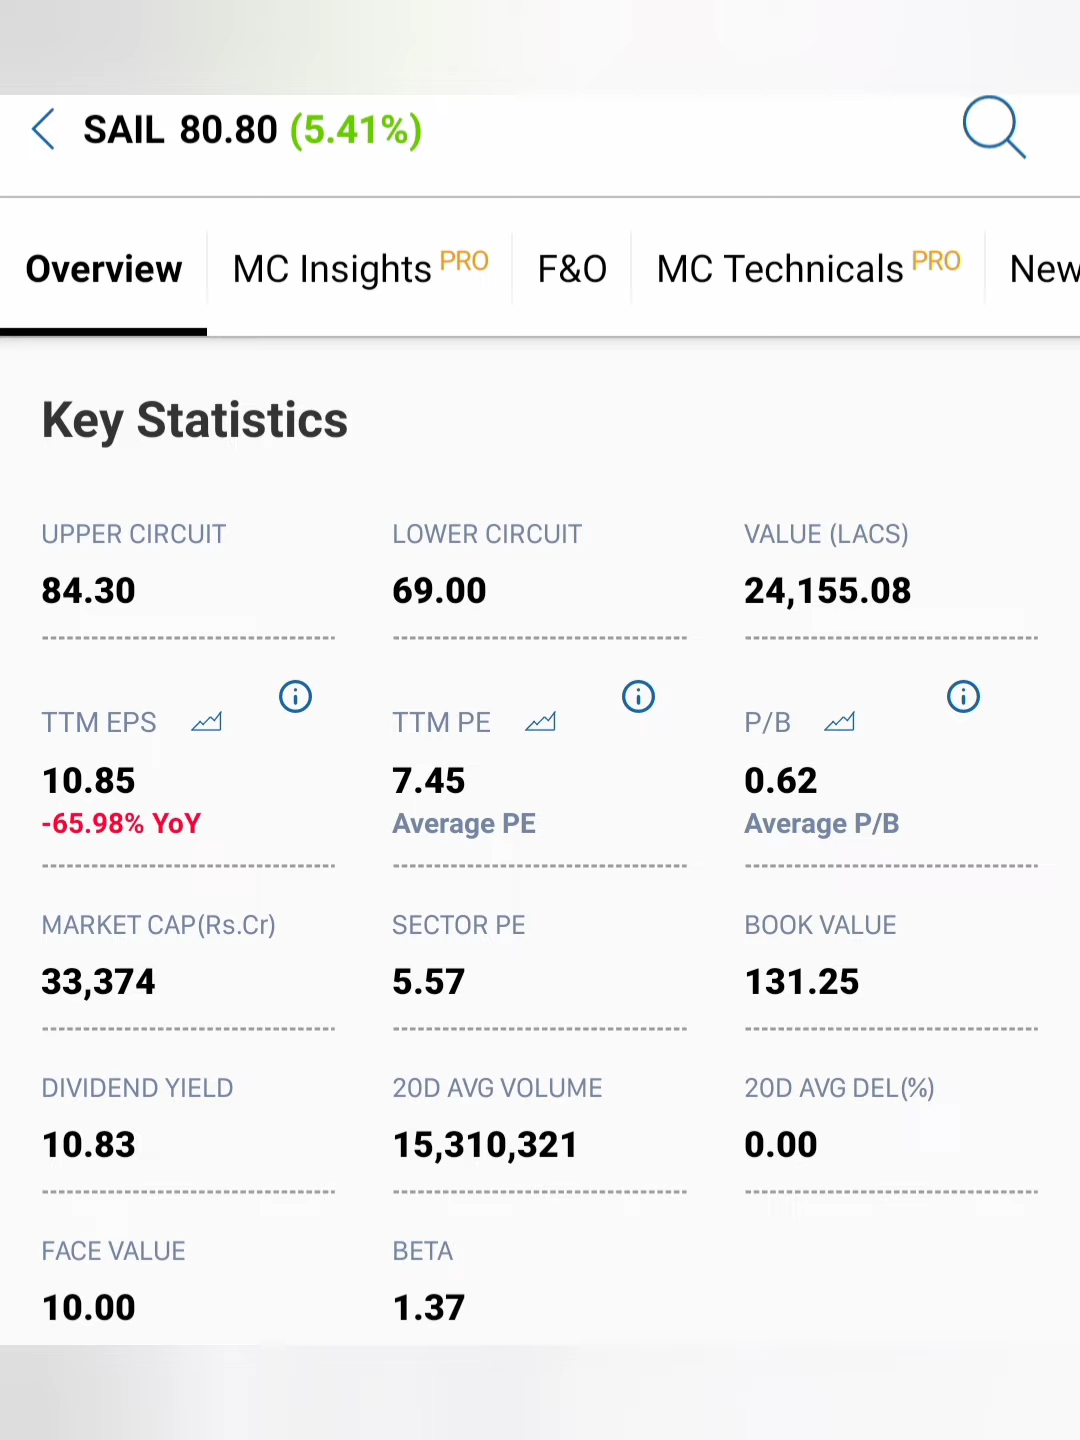 SAIL 80.80 (5.41%)
Overview MC Insights PRO F&O MC Technicals PRO New
Key Statistics
UPPER CIRCUIT LOWER CIRCUIT VALUE (LACS)
84.30 69.00 24,155.08
TTM EPS TTM PE P/B
10.85 7.45 0.62
-65.98% YoY Average PE Average P/B
MARKET CAP(Rs.Cr) SECTOR PE BOOK VALUE
33,374 5.57 131.25
DIVIDEND YIELD 20D AVG VOLUME 20D AVG DEL(%)
10.83 15,310,321 0.00
FACE VALUE BETA
10.00 1.37